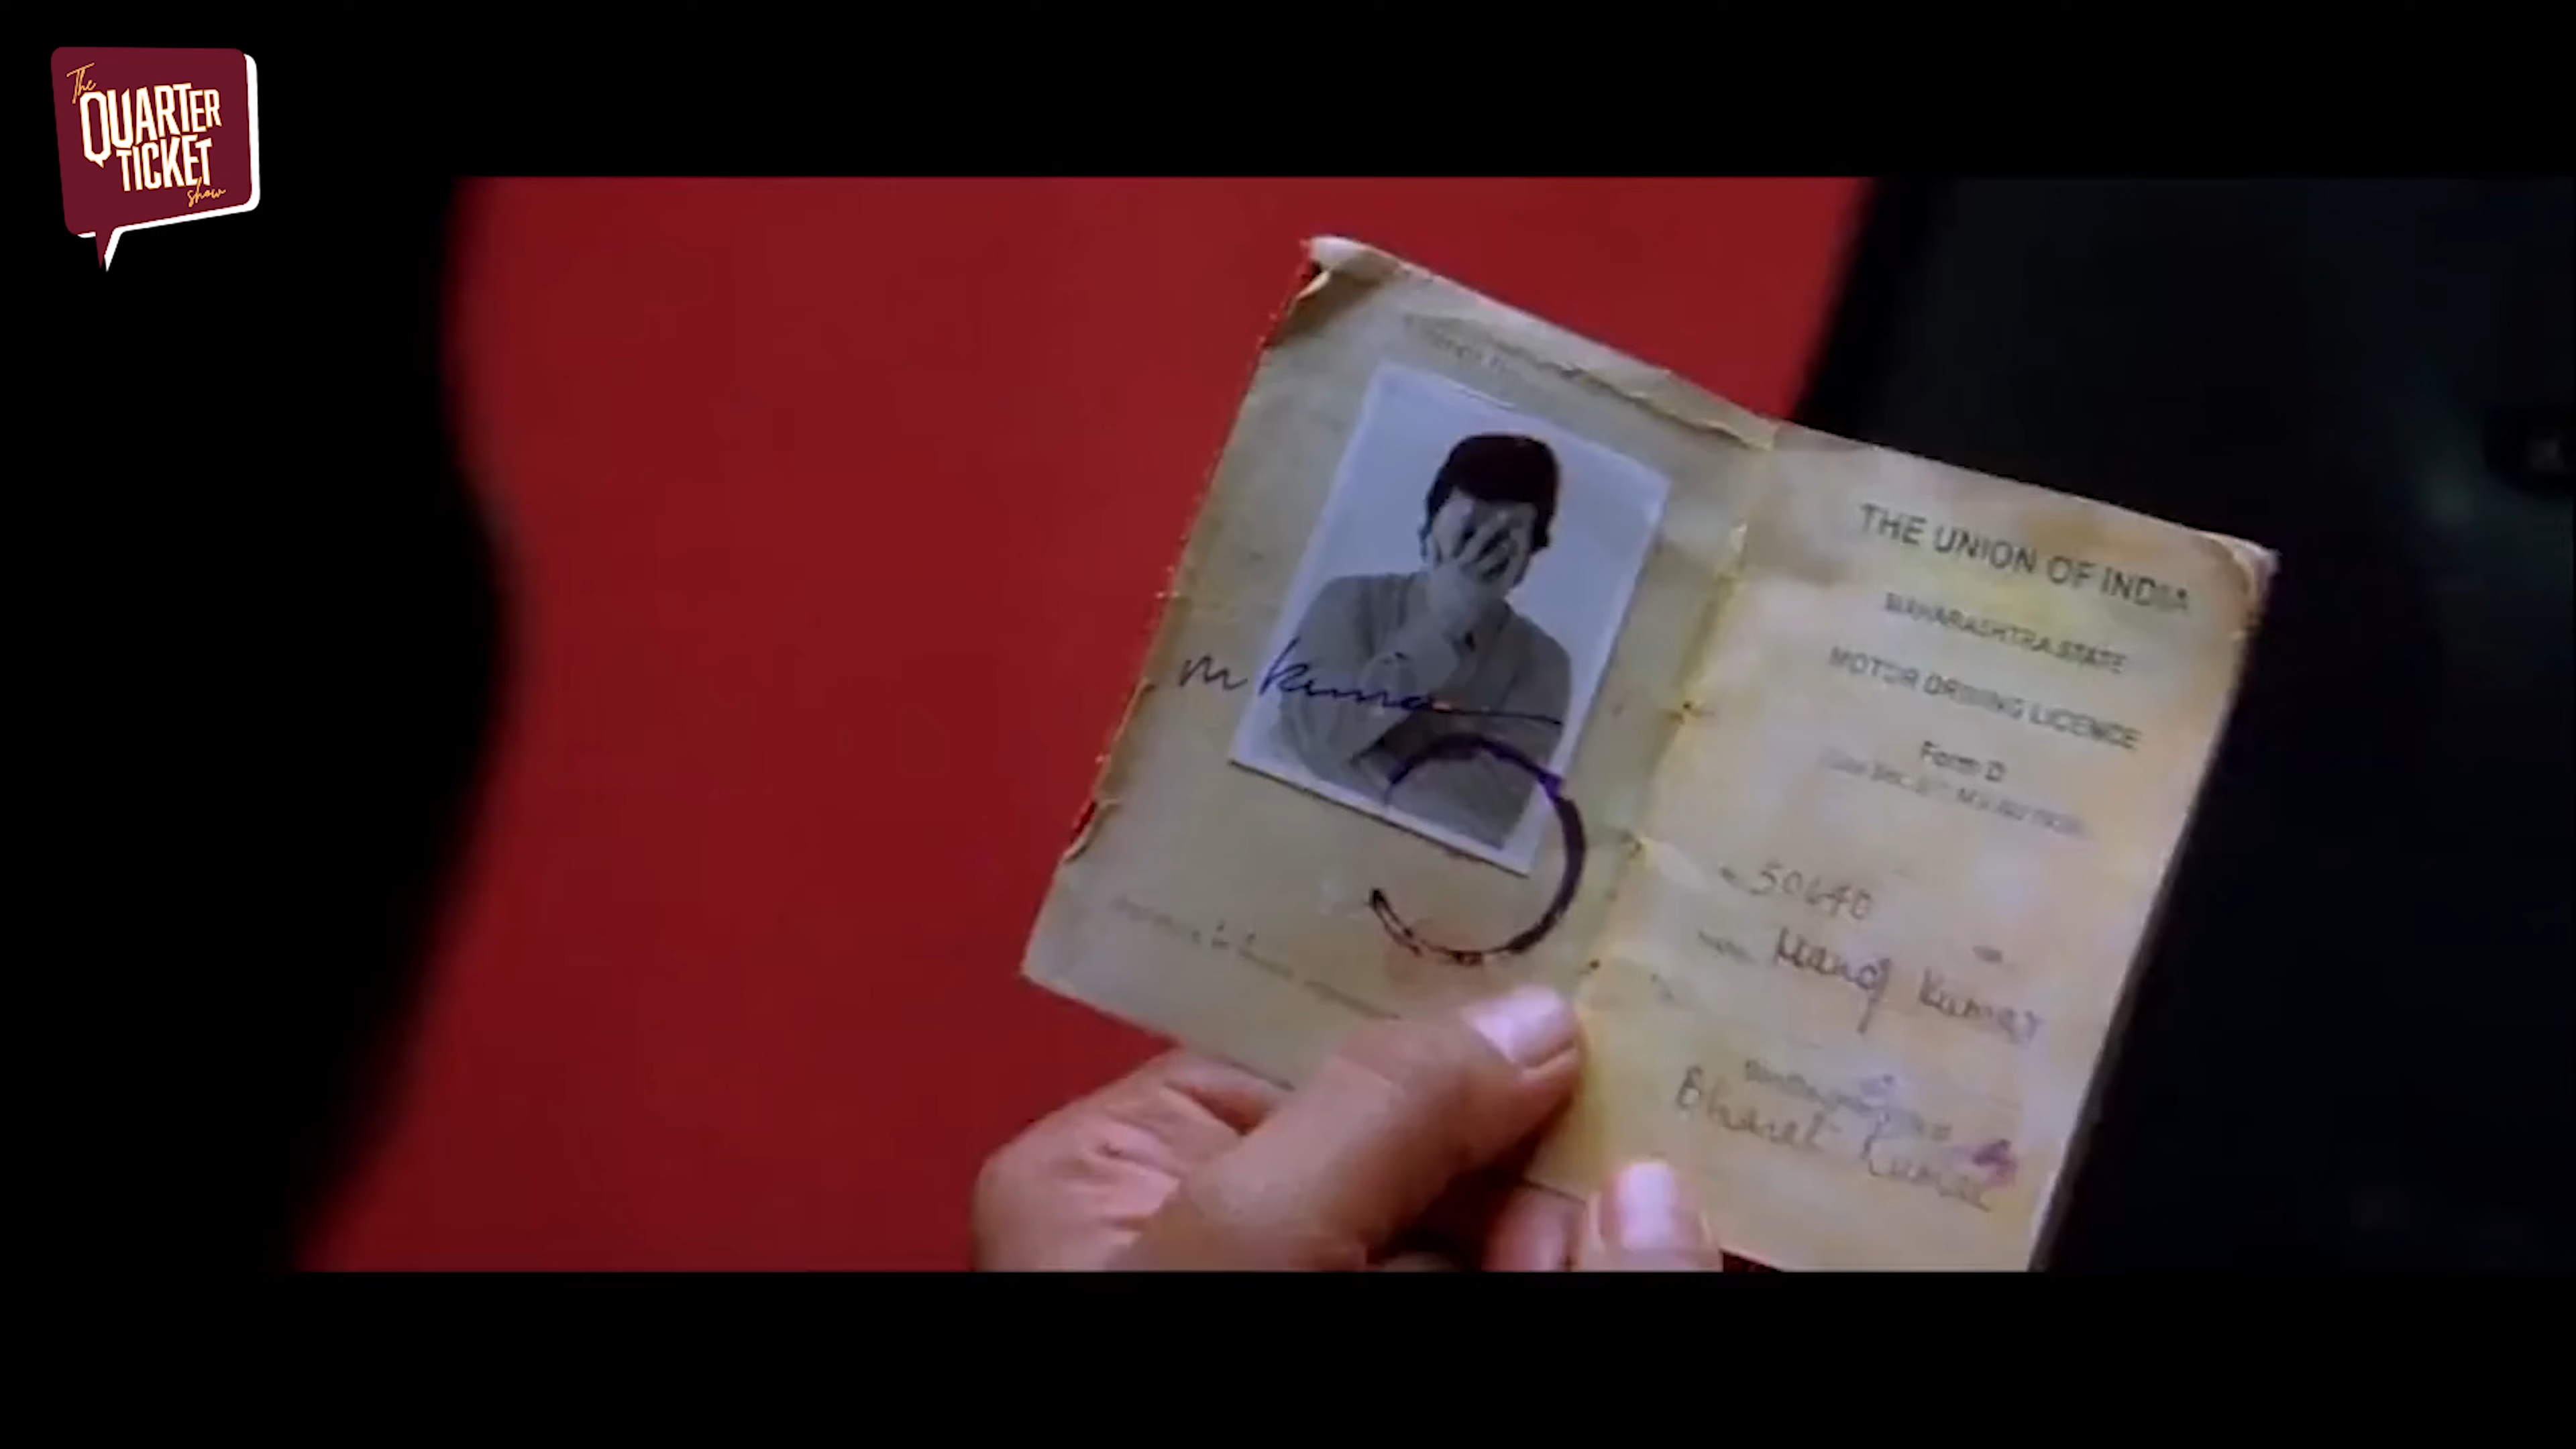 The
QUARTER
TICKET
show
m kumar
THE UNION OF INDIA
MAHARASHTRA STATE
MOTOR DRIVING LICENCE
Form D
50640
Manoj Kumar
Bharat Kumar